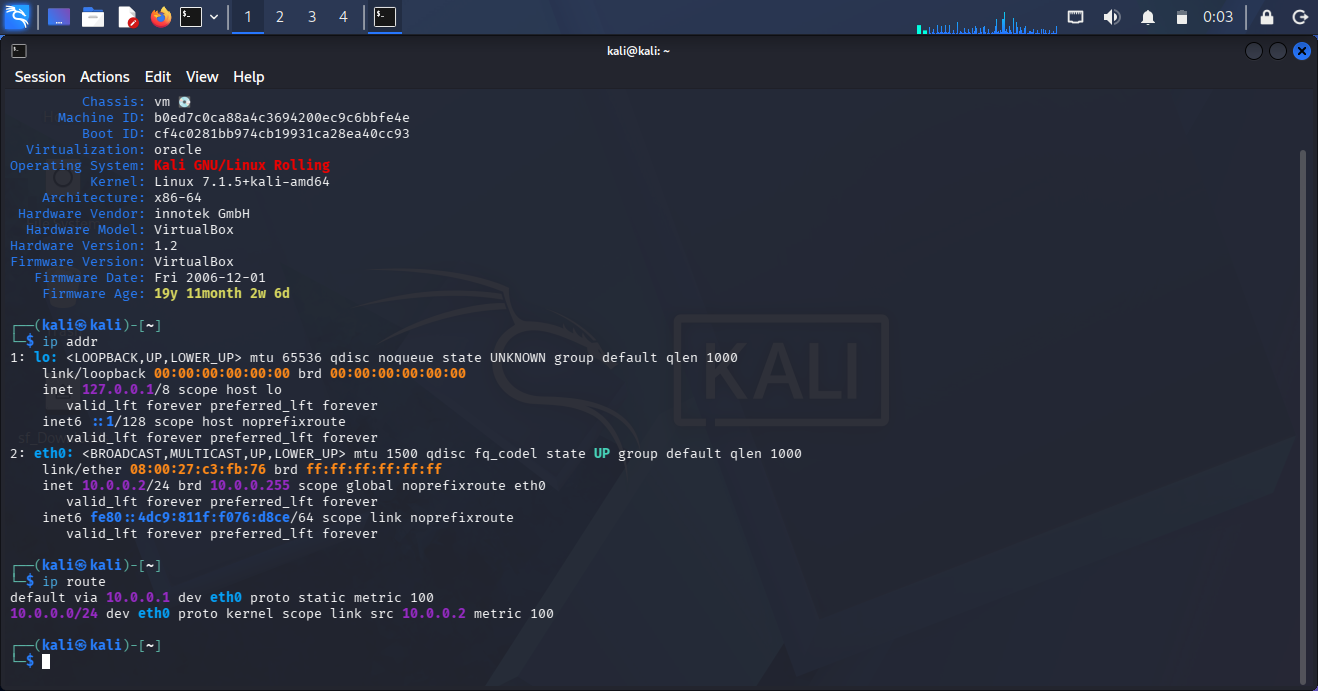 1 2 3 4 0:03
kali@kali: ~
Session Actions Edit View Help
Chassis: vm 💽
Machine ID: b0ed7c0ca88a4c3694200ec9c6bbfe4e
Boot ID: cf4c0281bb974cb19931ca28ea40cc93
Virtualization: oracle
Operating System: Kali GNU/Linux Rolling
Kernel: Linux 7.1.5+kali-amd64
Architecture: x86-64
Hardware Vendor: innotek GmbH
Hardware Model: VirtualBox
Hardware Version: 1.2
Firmware Version: VirtualBox
Firmware Date: Fri 2006-12-01
Firmware Age: 19y 11month 2w 6d
┌──(kali㉿kali)-[~]
└─$ ip addr
1: lo: <LOOPBACK,UP,LOWER_UP> mtu 65536 qdisc noqueue state UNKNOWN group default qlen 1000
link/loopback 00:00:00:00:00:00 brd 00:00:00:00:00:00
inet 127.0.0.1/8 scope host lo
valid_lft forever preferred_lft forever
inet6 ::1/128 scope host noprefixroute
valid_lft forever preferred_lft forever
2: eth0: <BROADCAST,MULTICAST,UP,LOWER_UP> mtu 1500 qdisc fq_codel state UP group default qlen 1000
link/ether 08:00:27:c3:fb:76 brd ff:ff:ff:ff:ff:ff
inet 10.0.0.2/24 brd 10.0.0.255 scope global noprefixroute eth0
valid_lft forever preferred_lft forever
inet6 fe80::4dc9:811f:f076:d8ce/64 scope link noprefixroute
valid_lft forever preferred_lft forever
┌──(kali㉿kali)-[~]
└─$ ip route
default via 10.0.0.1 dev eth0 proto static metric 100
10.0.0.0/24 dev eth0 proto kernel scope link src 10.0.0.2 metric 100
┌──(kali㉿kali)-[~]
└─$
KALI